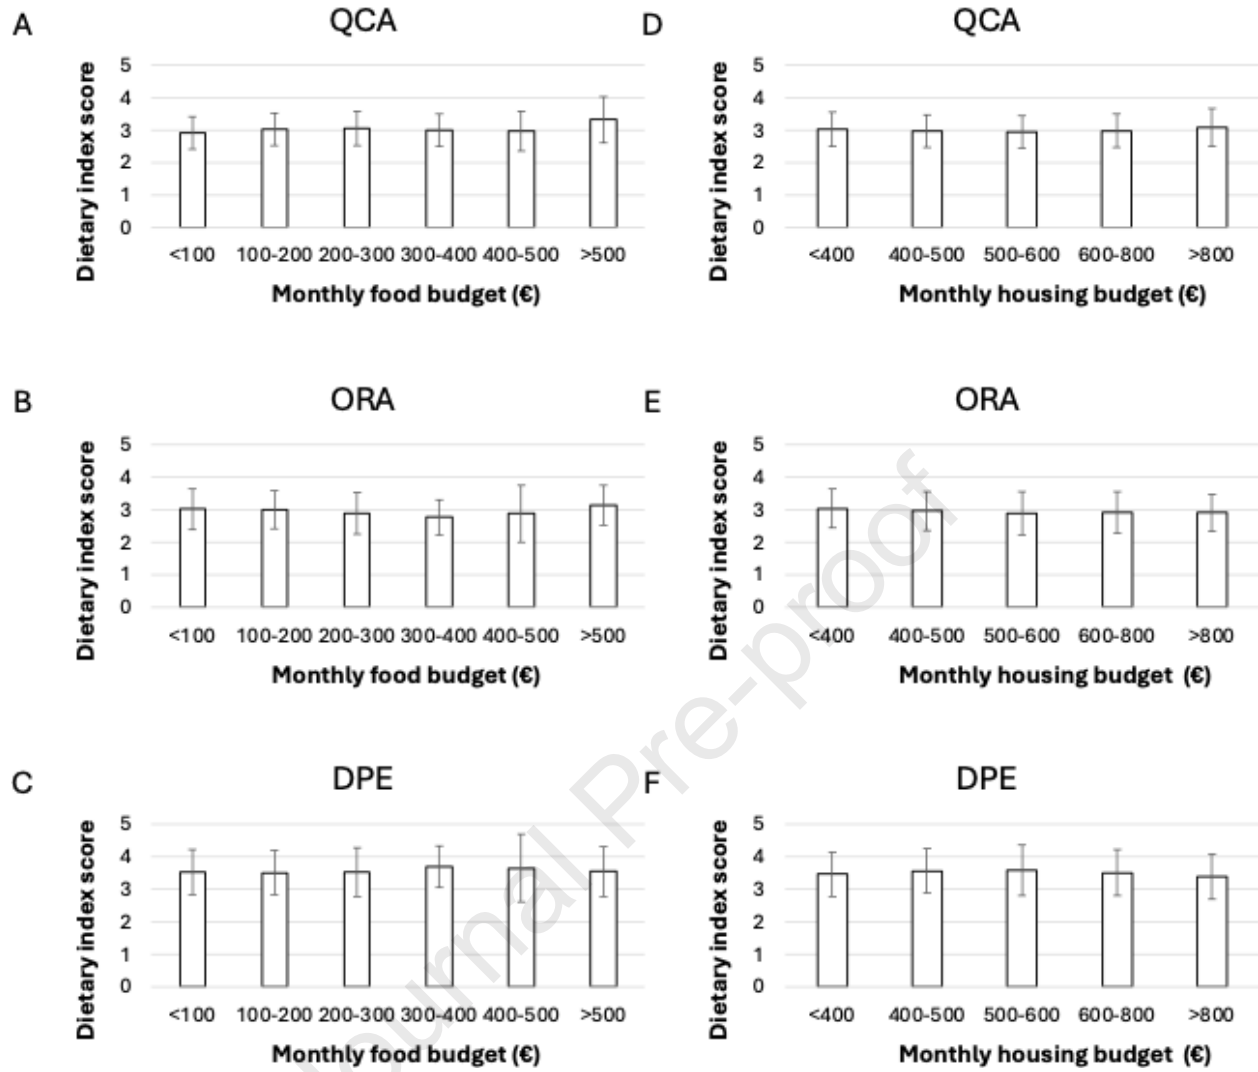 A
QCA
Dietary index score
5
4
3
2
1
0
<100 100-200 200-300 300-400 400-500 >500
Monthly food budget (€)
D
QCA
Dietary index score
5
4
3
2
1
0
<400 400-500 500-600 600-800 >800
Monthly housing budget (€)
B
ORA
Dietary index score
5
4
3
2
1
0
<100 100-200 200-300 300-400 400-500 >500
Monthly food budget (€)
E
ORA
Dietary index score
5
4
3
2
1
0
<400 400-500 500-600 600-800 >800
Monthly housing budget (€)
C
DPE
Dietary index score
5
4
3
2
1
0
<100 100-200 200-300 300-400 400-500 >500
Monthly food budget (€)
F
DPE
Dietary index score
5
4
3
2
1
0
<400 400-500 500-600 600-800 >800
Monthly housing budget (€)
Journal Pre-proof